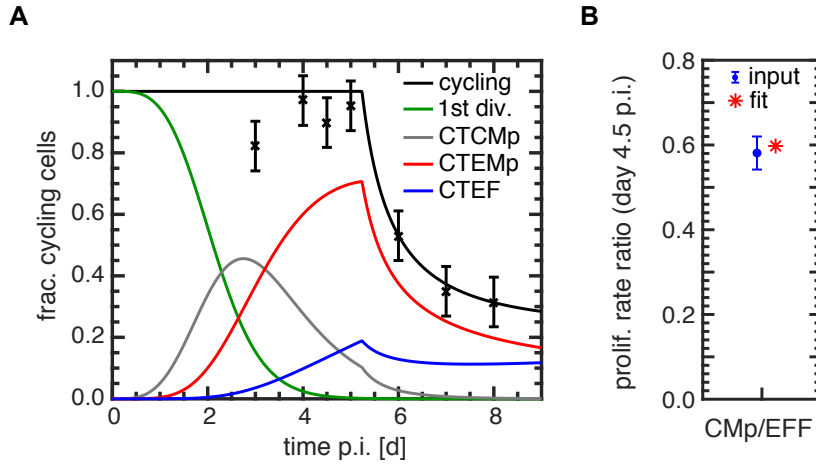 A
frac. cycling cells
1.0
0.8
0.6
0.4
0.2
0.0
0
2
4
6
8
time p.i. [d]
cycling
1st div.
CTCMp
CTEMp
CTEF
B
prolif. rate ratio (day 4.5 p.i.)
0.8
0.6
0.4
0.2
0.0
input
fit
CMp/EFF